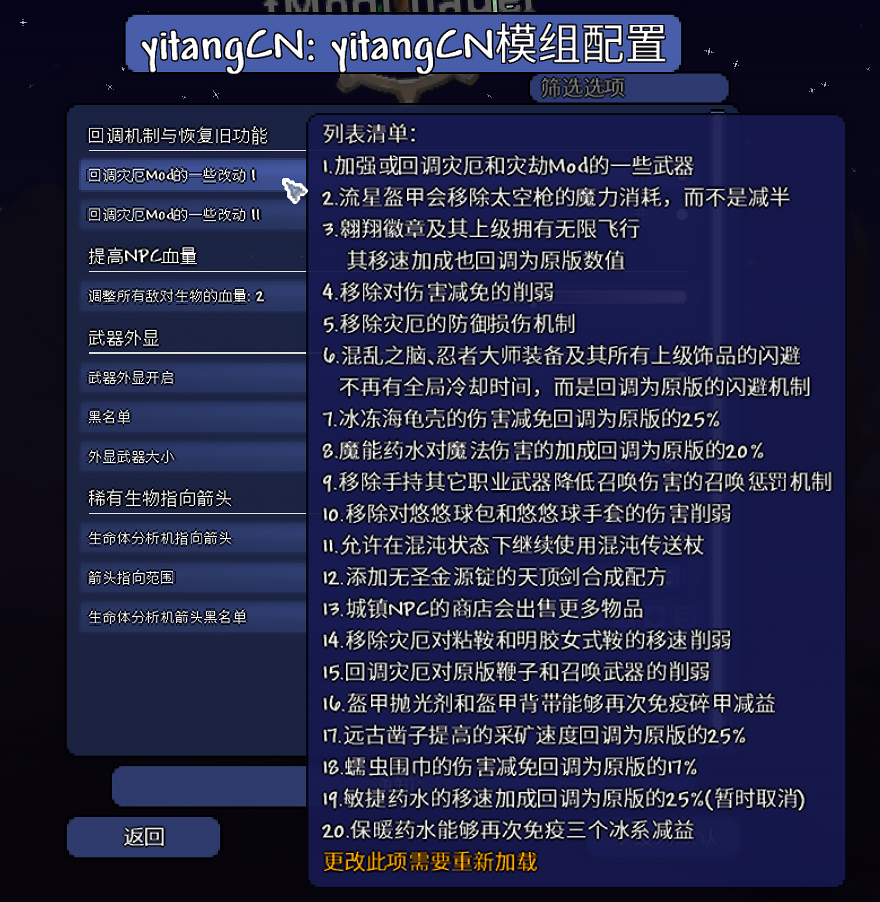 yitangCN: yitangCN模组配置
筛选选项
回调机制与恢复旧功能
回调灾厄Mod的一些改动 I
回调灾厄Mod的一些改动 II
提高NPC血量
调整所有敌对生物的血量: 2
武器外显
武器外显开启
黑名单
外显武器大小
稀有生物指向箭头
生命体分析机指向箭头
箭头指向范围
生命体分析机箭头黑名单
返回
列表清单:
1.加强或回调灾厄和灾劫Mod的一些武器
2.流星盔甲会移除太空枪的魔力消耗，而不是减半
3.翱翔徽章及其上级拥有无限飞行
其移速加成也回调为原版数值
4.移除对伤害减免的削弱
5.移除灾厄的防御损伤机制
6.混乱之脑、忍者大师装备及其所有上级饰品的闪避
不再有全局冷却时间，而是回调为原版的闪避机制
7.冰冻海龟壳的伤害减免回调为原版的25%
8.魔能药水对魔法伤害的加成回调为原版的20%
9.移除手持其它职业武器降低召唤伤害的召唤惩罚机制
10.移除对悠悠球包和悠悠球手套的伤害削弱
11.允许在混沌状态下继续使用混沌传送杖
12.添加无圣金源锭的天顶剑合成配方
13.城镇NPC的商店会出售更多物品
14.移除灾厄对粘鞍和明胶女式鞍的移速削弱
15.回调灾厄对原版鞭子和召唤武器的削弱
16.盔甲抛光剂和盔甲背带能够再次免疫碎甲减益
17.远古凿子提高的采矿速度回调为原版的25%
18.蠕虫围巾的伤害减免回调为原版的17%
19.敏捷药水的移速加成回调为原版的25%(暂时取消)
20.保暖药水能够再次免疫三个冰系减益
更改此项需要重新加载